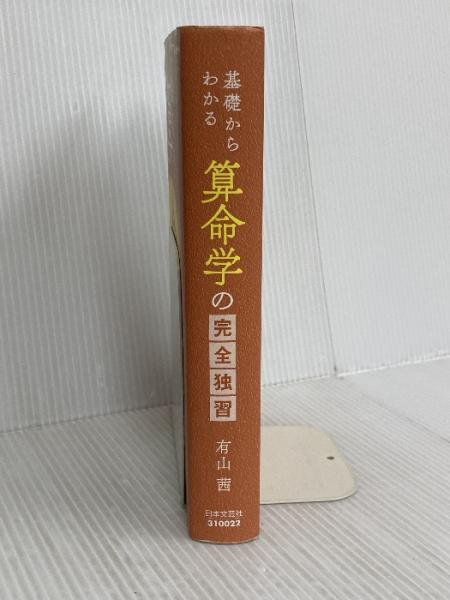 基礎から
わかる
算命学の
完全独習
有山茜
日本文芸社
310022